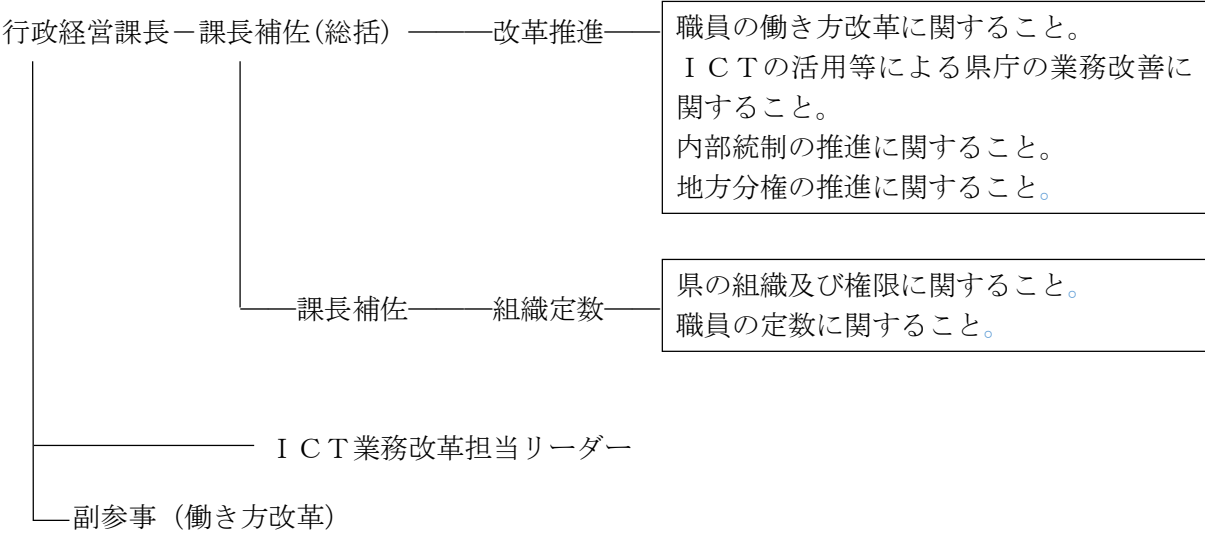 行政経営課長－課長補佐(総括)
改革推進
職員の働き方改革に関すること。
ＩＣＴの活用等による県庁の業務改善に
関すること。
内部統制の推進に関すること。
地方分権の推進に関すること。
課長補佐
組織定数
県の組織及び権限に関すること。
職員の定数に関すること。
ＩＣＴ業務改革担当リーダー
副参事（働き方改革）